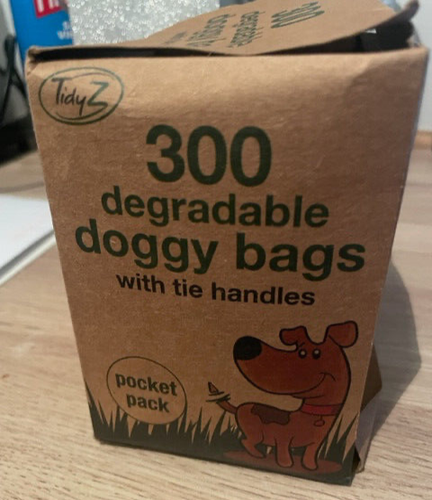 TidyZ
300
degradable
doggy bags
with tie handles
pocket
pack